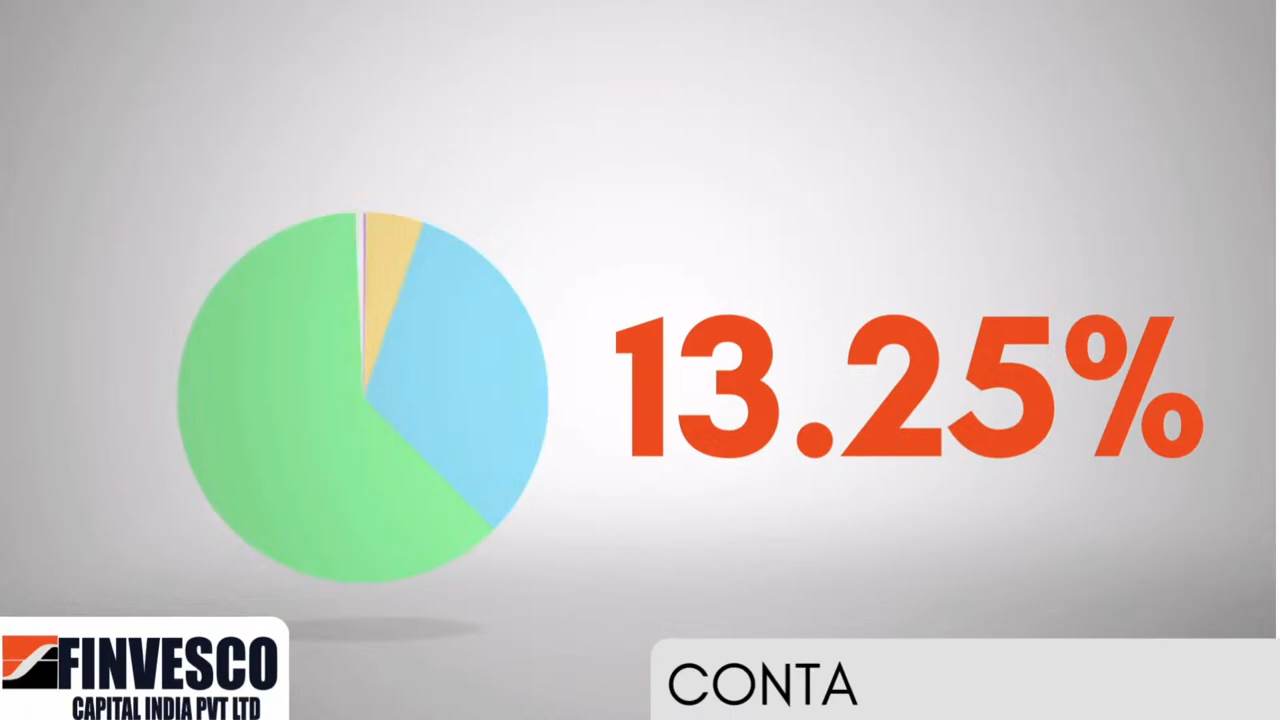 13.25%
FINVESCO
CAPITAL INDIA PVT LTD
CONTA